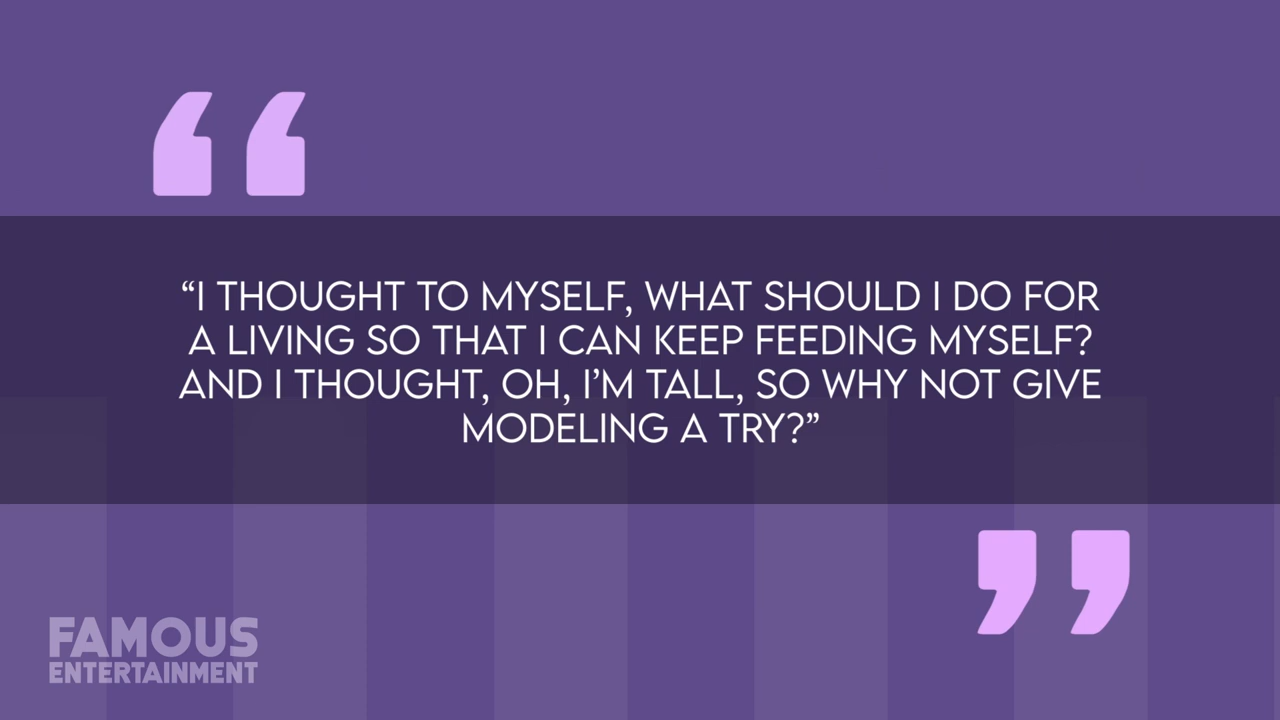 “I THOUGHT TO MYSELF, WHAT SHOULD I DO FOR
A LIVING SO THAT I CAN KEEP FEEDING MYSELF?
AND I THOUGHT, OH, I’M TALL, SO WHY NOT GIVE
MODELING A TRY?”
FAMOUS
ENTERTAINMENT